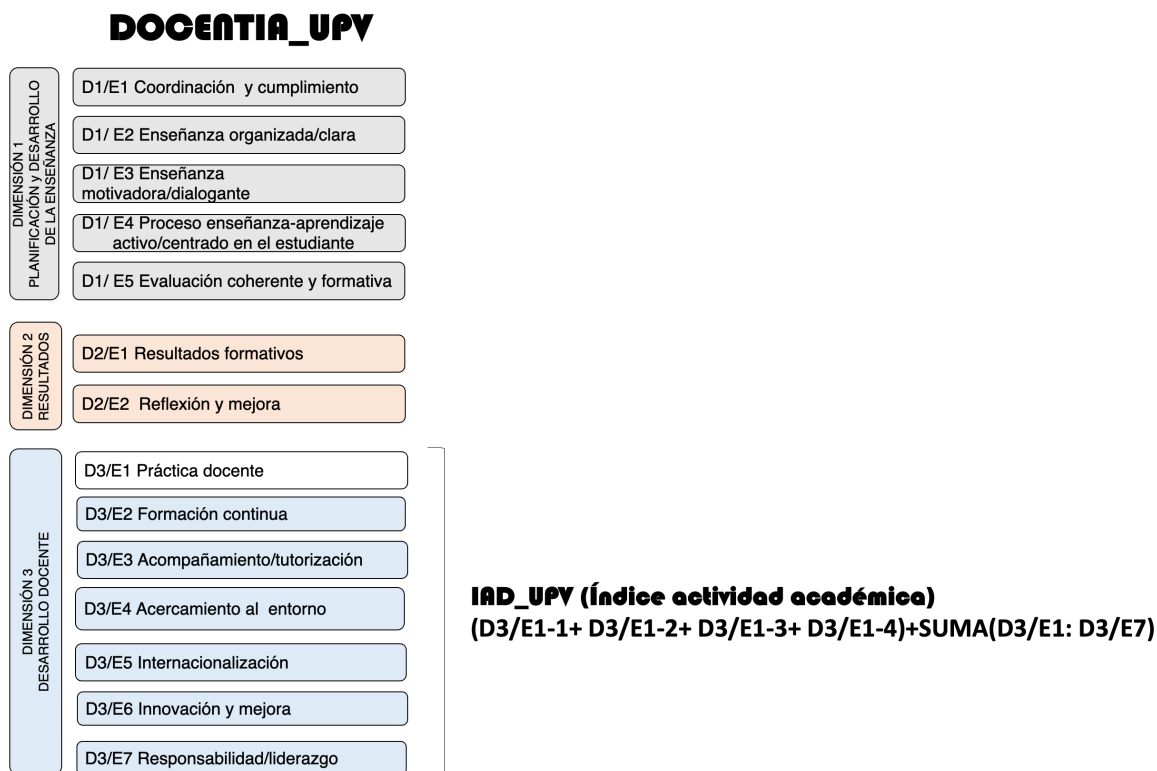 DOCENTIA_UPV
DIMENSIÓN 1
PLANIFICACIÓN y DESARROLLO
DE LA ENSEÑANZA
D1/E1 Coordinación y cumplimiento
D1/ E2 Enseñanza organizada/clara
D1/ E3 Enseñanza
motivadora/dialogante
D1/ E4 Proceso enseñanza-aprendizaje
activo/centrado en el estudiante
D1/ E5 Evaluación coherente y formativa
DIMENSIÓN 2
RESULTADOS
D2/E1 Resultados formativos
D2/E2 Reflexión y mejora
DIMENSIÓN 3
DESARROLLO DOCENTE
D3/E1 Práctica docente
D3/E2 Formación continua
D3/E3 Acompañamiento/tutorización
D3/E4 Acercamiento al entorno
D3/E5 Internacionalización
D3/E6 Innovación y mejora
D3/E7 Responsabilidad/liderazgo
IAD_UPV (Índice actividad académica)
(D3/E1-1+ D3/E1-2+ D3/E1-3+ D3/E1-4)+SUMA(D3/E1: D3/E7)